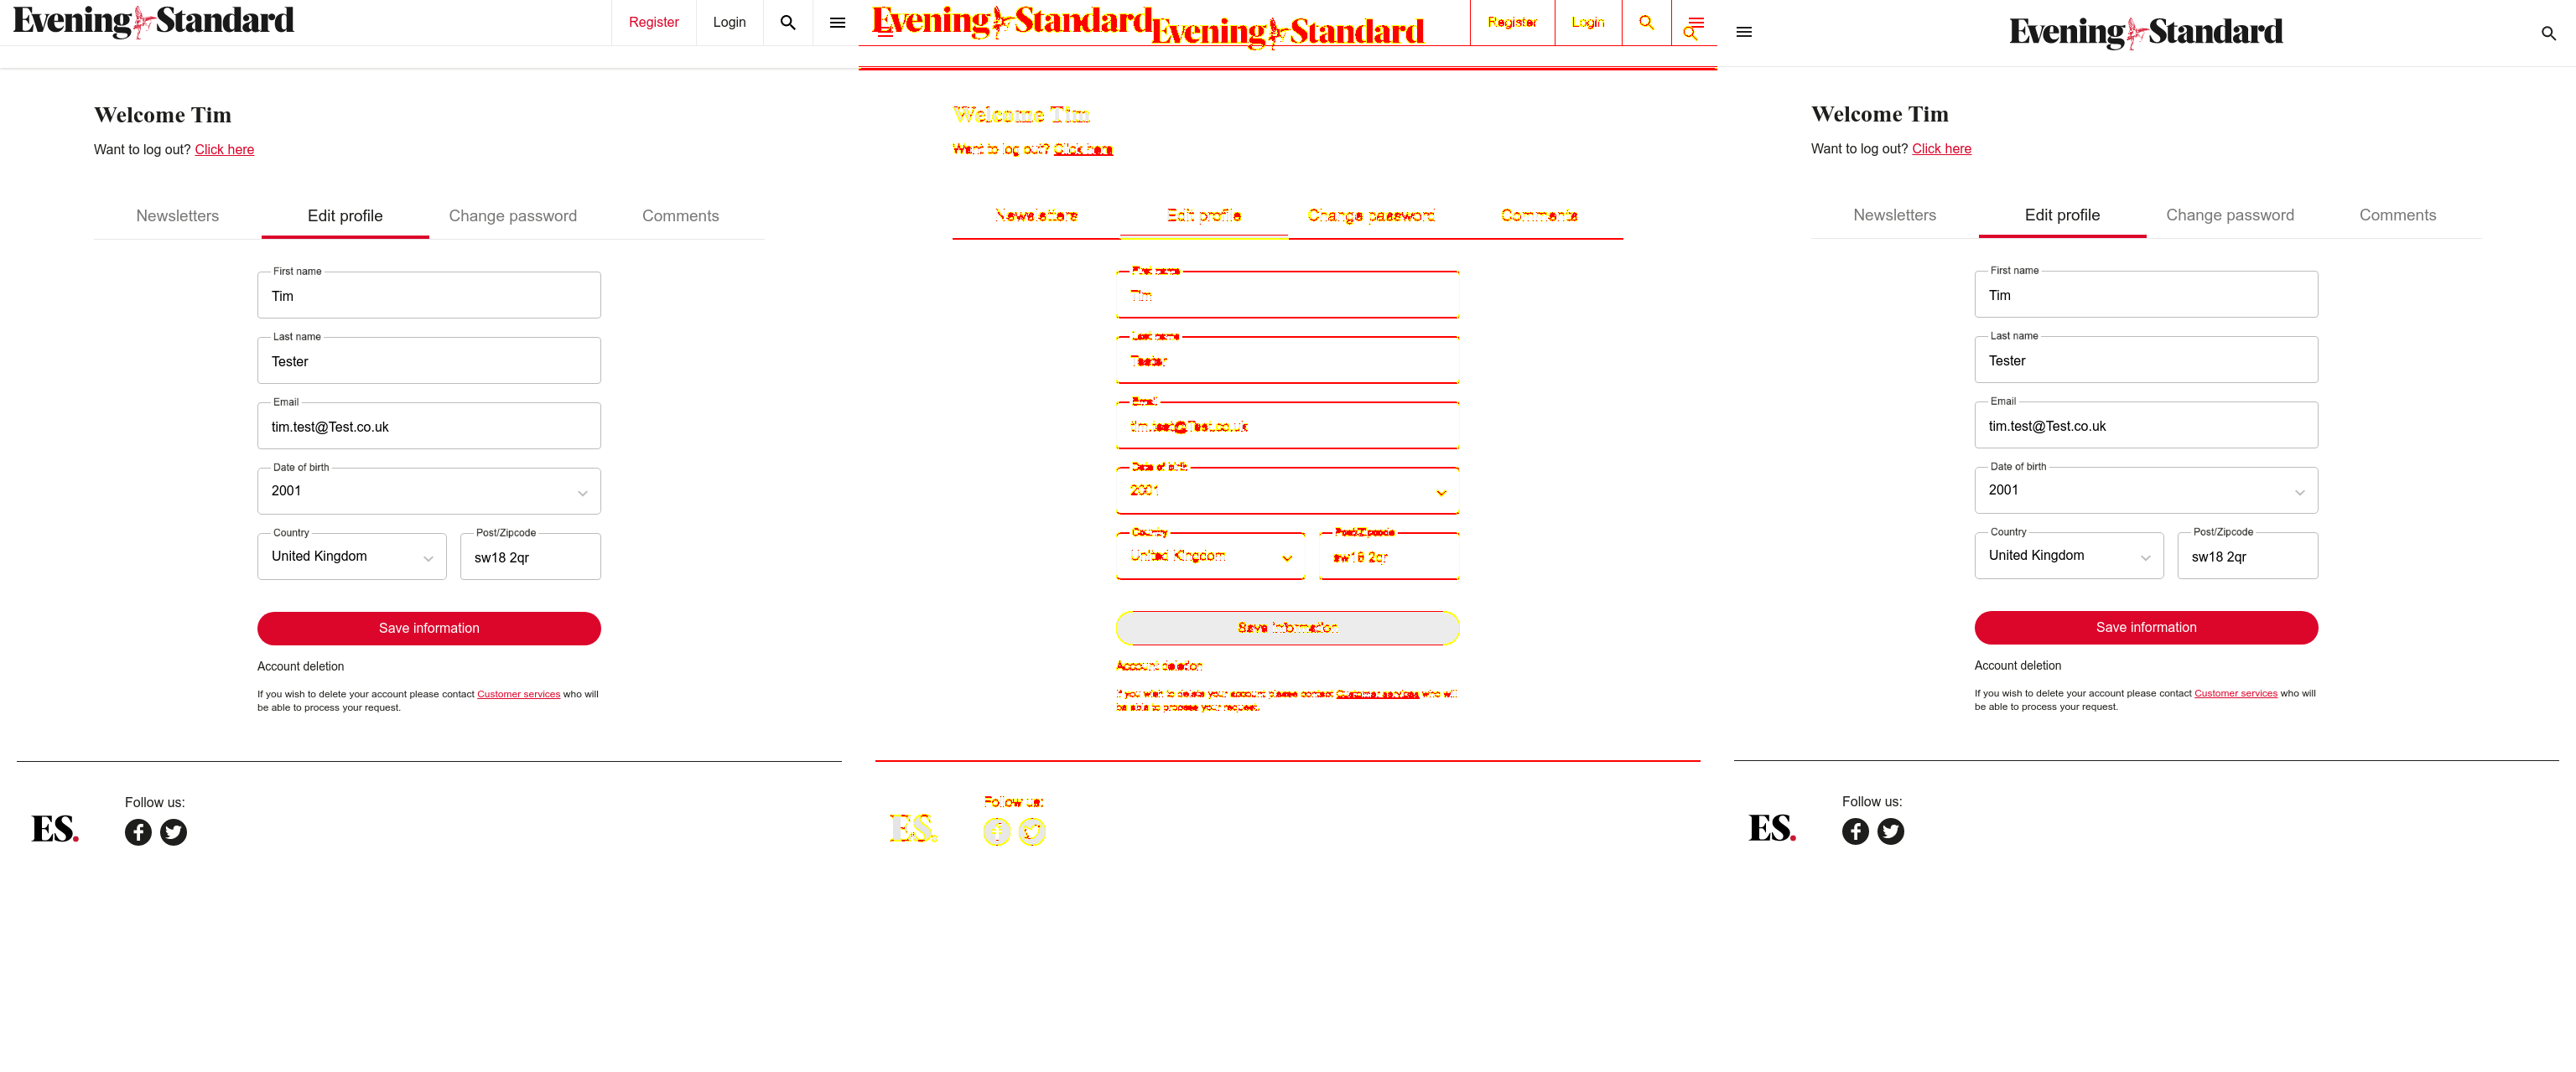 Evening Standard
Register
Login
Welcome Tim
Want to log out? Click here
Newsletters
Edit profile
Change password
Comments
First name
Tim
Last name
Tester
Email
tim.test@Test.co.uk
Date of birth
2001
Country
United Kingdom
Post/Zipcode
sw18 2qr
Save information
Account deletion
If you wish to delete your account please contact Customer services who will
be able to process your request.
Follow us:
ES.
Evening Standard
Evening Standard
Register
Login
Welcome Tim
Want to log out? Click here
Newsletters
Edit profile
Change password
Comments
First name
Tim
Last name
Tester
Email
tim.test@Test.co.uk
Date of birth
2001
Country
United Kingdom
Post/Zipcode
sw18 2qr
Save information
Account deletion
If you wish to delete your account please contact Customer services who will
be able to process your request.
Follow us:
ES.
Evening Standard
Welcome Tim
Want to log out? Click here
Newsletters
Edit profile
Change password
Comments
First name
Tim
Last name
Tester
Email
tim.test@Test.co.uk
Date of birth
2001
Country
United Kingdom
Post/Zipcode
sw18 2qr
Save information
Account deletion
If you wish to delete your account please contact Customer services who will
be able to process your request.
Follow us:
ES.